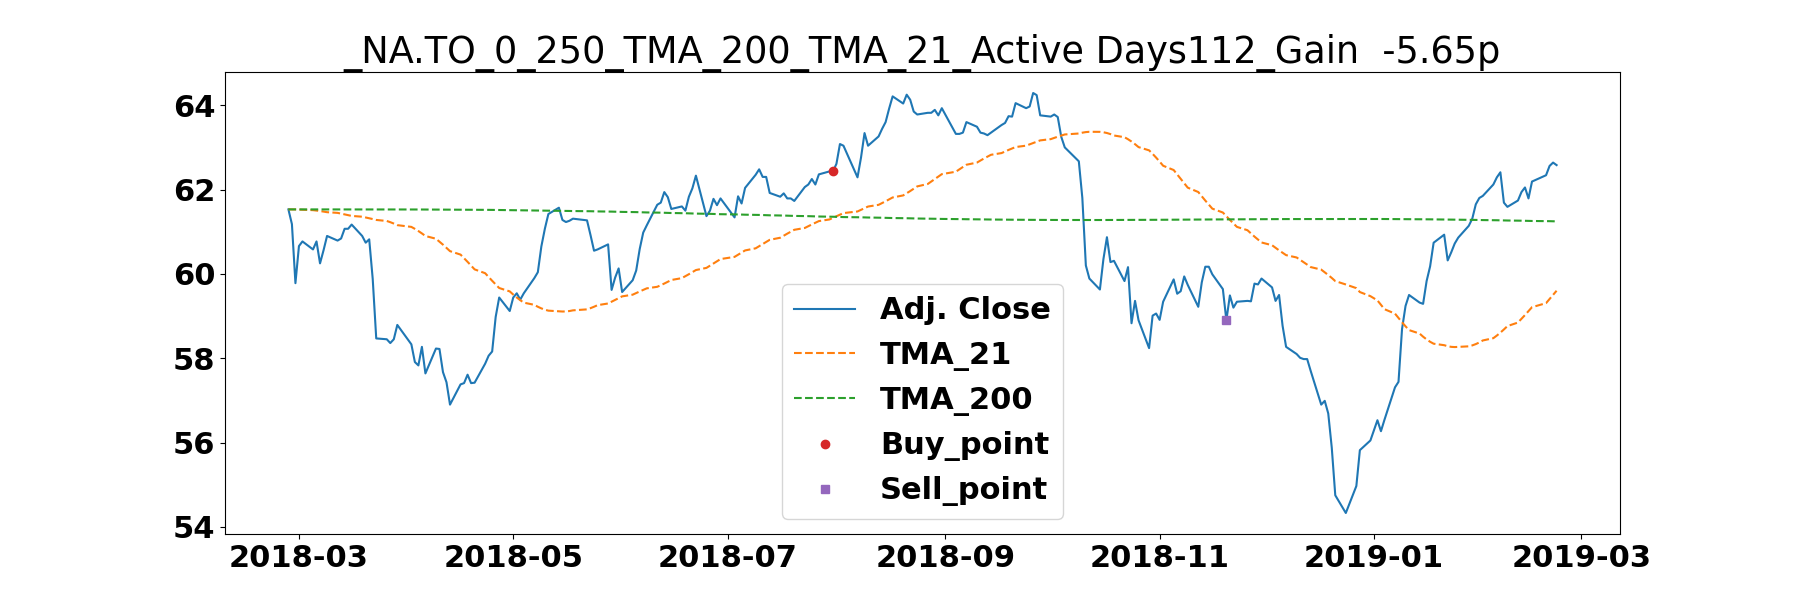 _NA.TO_0_250_TMA_200_TMA_21_Active Days112_Gain  -5.65p
64
62
60
58
56
54
Adj. Close
TMA_21
TMA_200
Buy_point
Sell_point
2018-03 2018-05 2018-07 2018-09 2018-11 2019-01 2019-03